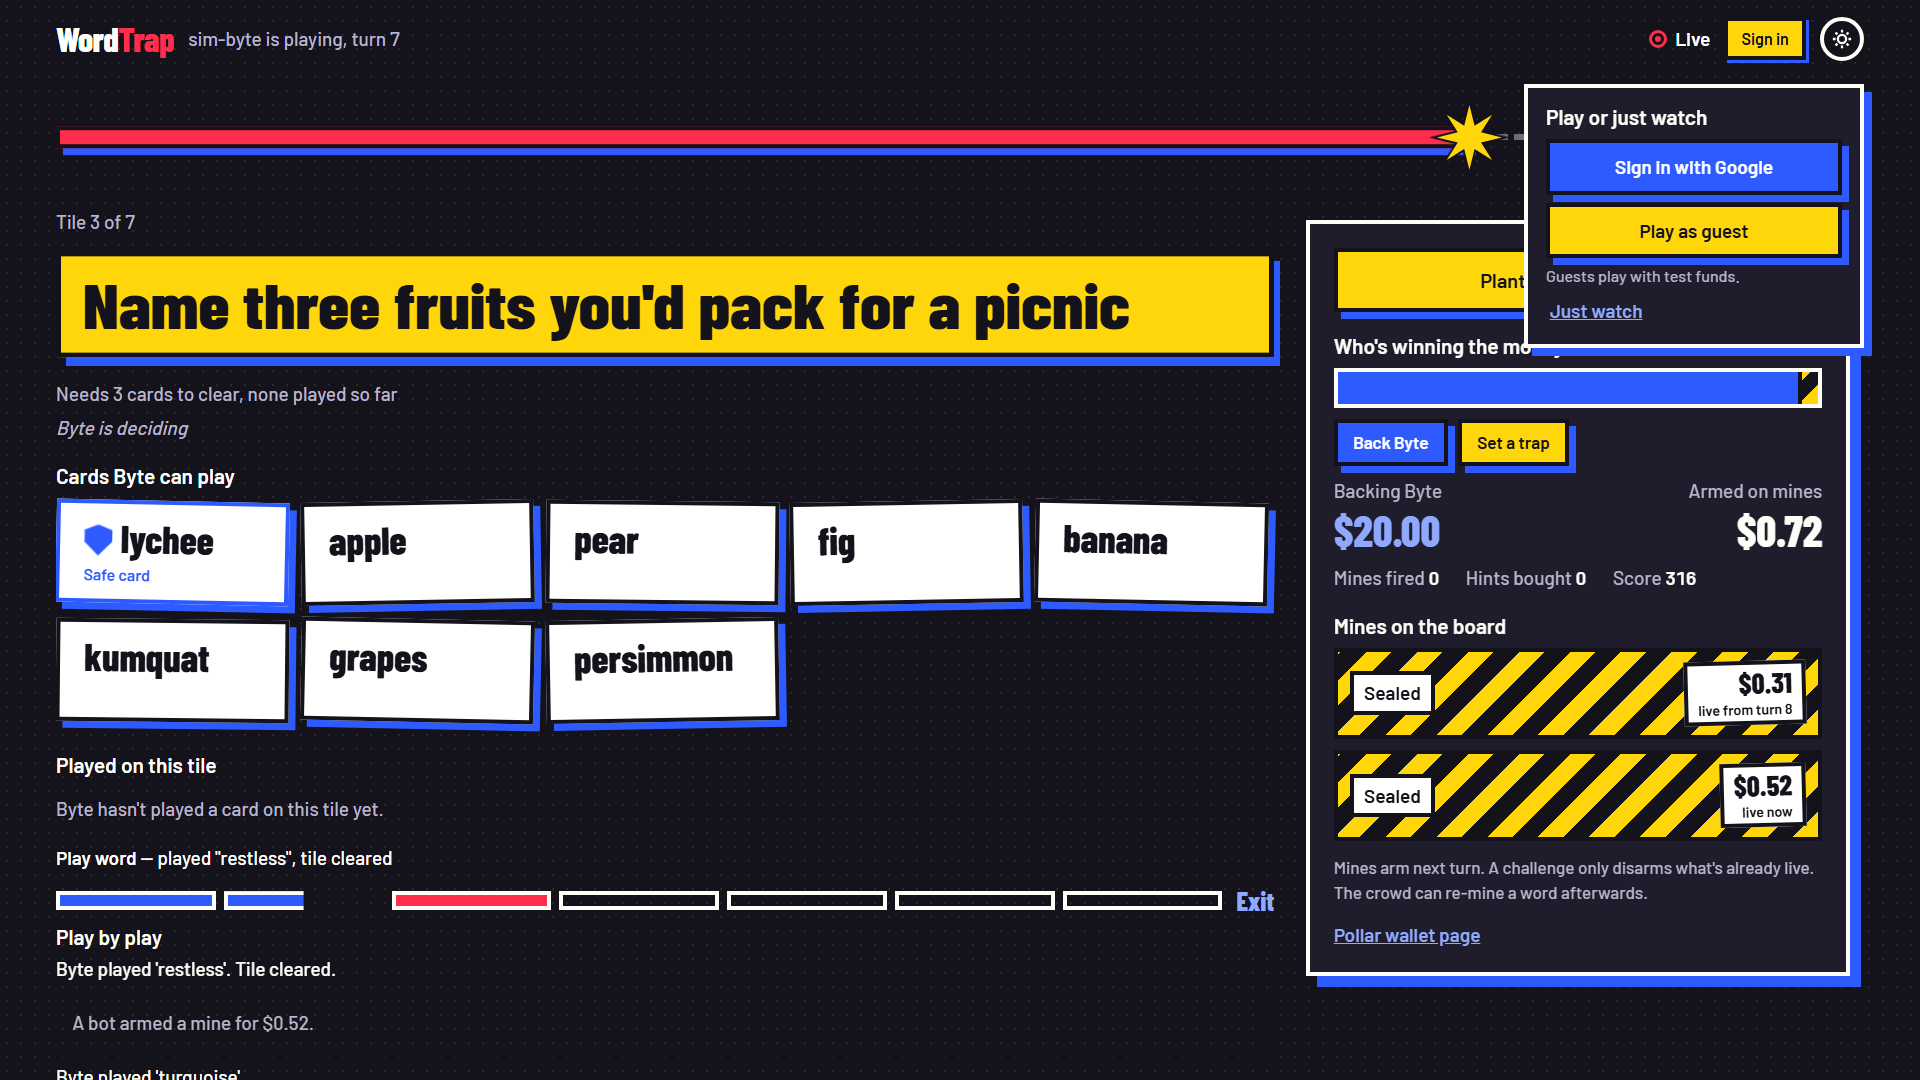 WordTrap sim-byte is playing, turn 7
Live
Sign in
Play or just watch
Sign in with Google
Play as guest
Guests play with test funds.
Just watch
Tile 3 of 7
Name three fruits you'd pack for a picnic
Needs 3 cards to clear, none played so far
Byte is deciding
Cards Byte can play
lychee
Safe card
apple
pear
fig
banana
kumquat
grapes
persimmon
Played on this tile
Byte hasn't played a card on this tile yet.
Play word — played "restless", tile cleared
Exit
Play by play
Byte played 'restless'. Tile cleared.
A bot armed a mine for $0.52.
Byte played 'turquoise'
Plant
Who's winning the
Back Byte
Set a trap
Backing Byte
Armed on mines
$20.00
$0.72
Mines fired 0 Hints bought 0 Score 316
Mines on the board
Sealed
$0.31
live from turn 8
Sealed
$0.52
live now
Mines arm next turn. A challenge only disarms what's already live.
The crowd can re-mine a word afterwards.
Pollar wallet page